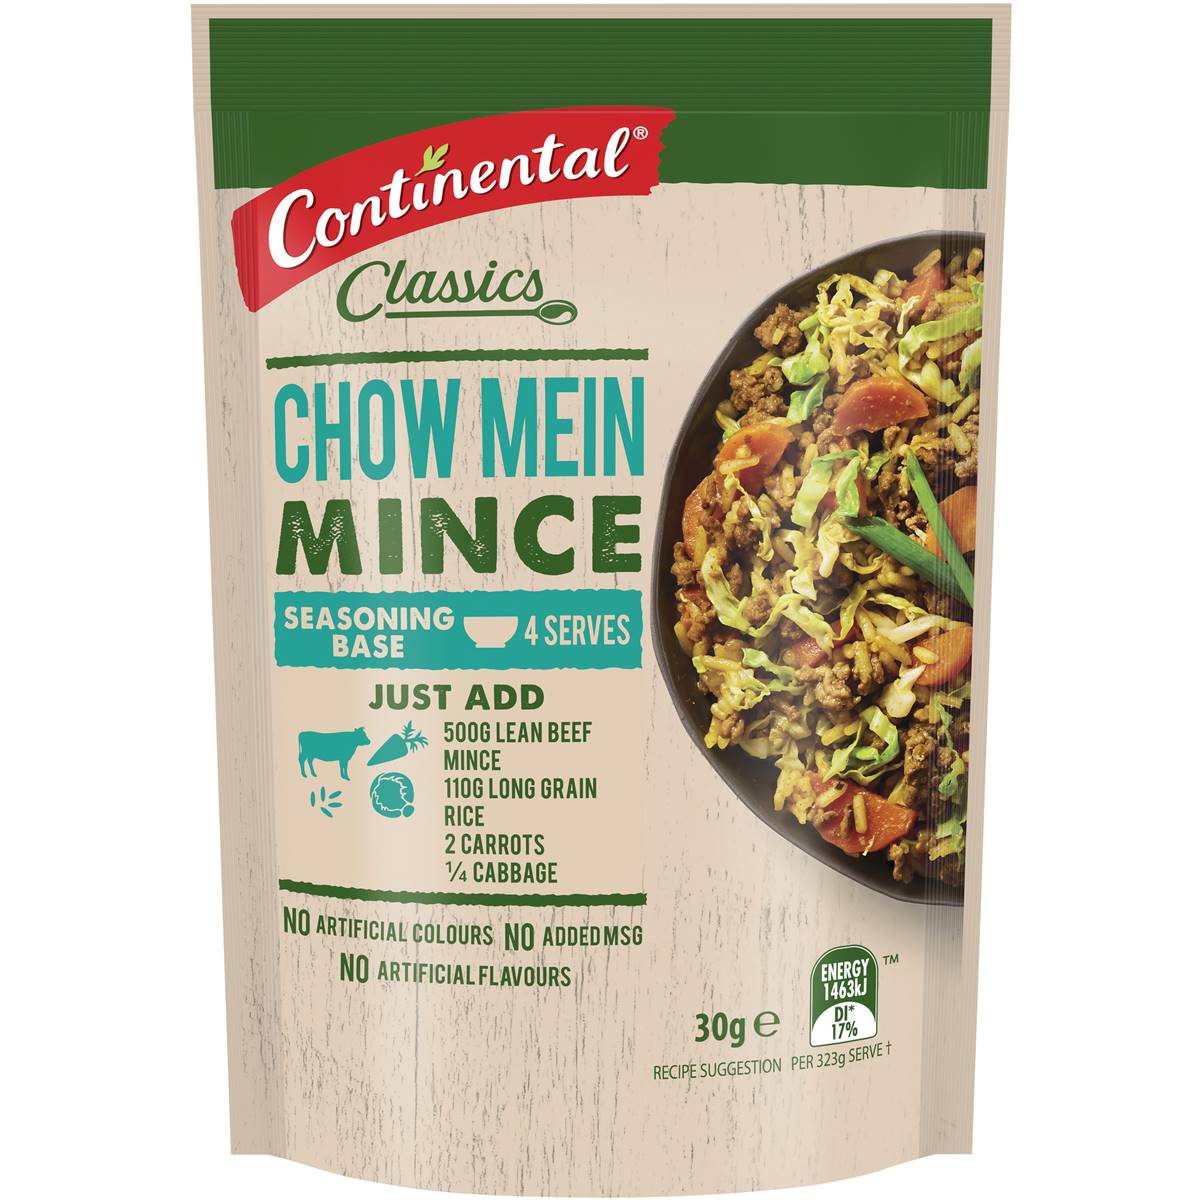 Continental®
Classics
CHOW MEIN
MINCE
SEASONING
BASE
4 SERVES
JUST ADD
500G LEAN BEEF
MINCE
110G LONG GRAIN
RICE
2 CARROTS
¼ CABBAGE
NO ARTIFICIAL COLOURS NO ADDED MSG
NO ARTIFICIAL FLAVOURS
ENERGY
1463kJ
DI*
17%
™
30g ℮
RECIPE SUGGESTION PER 323g SERVE †